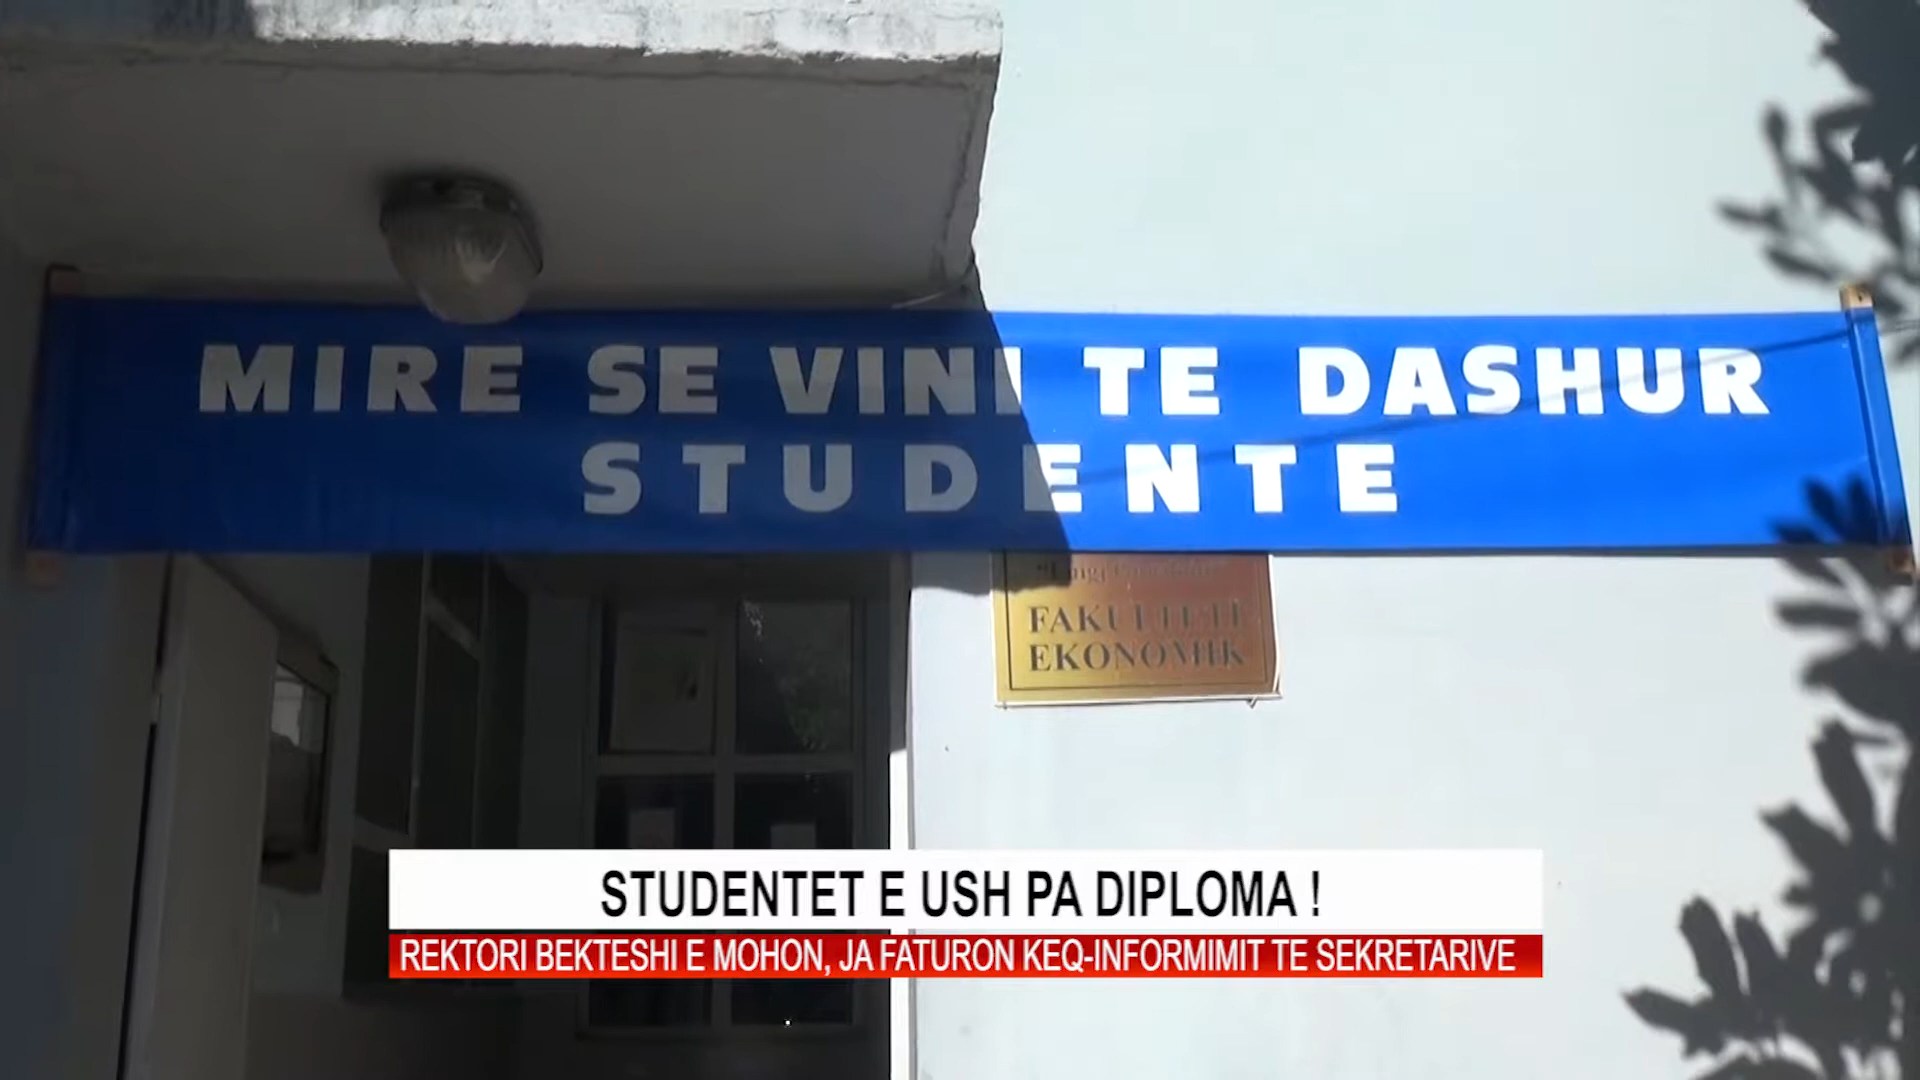 MIRE SE VINI TE DASHUR
STUDENTE
FAKULTETI
EKONOMIK
STUDENTET E USH PA DIPLOMA !
REKTORI BEKTESHI E MOHON, JA FATURON KEQ-INFORMIMIT TE SEKRETARIVE